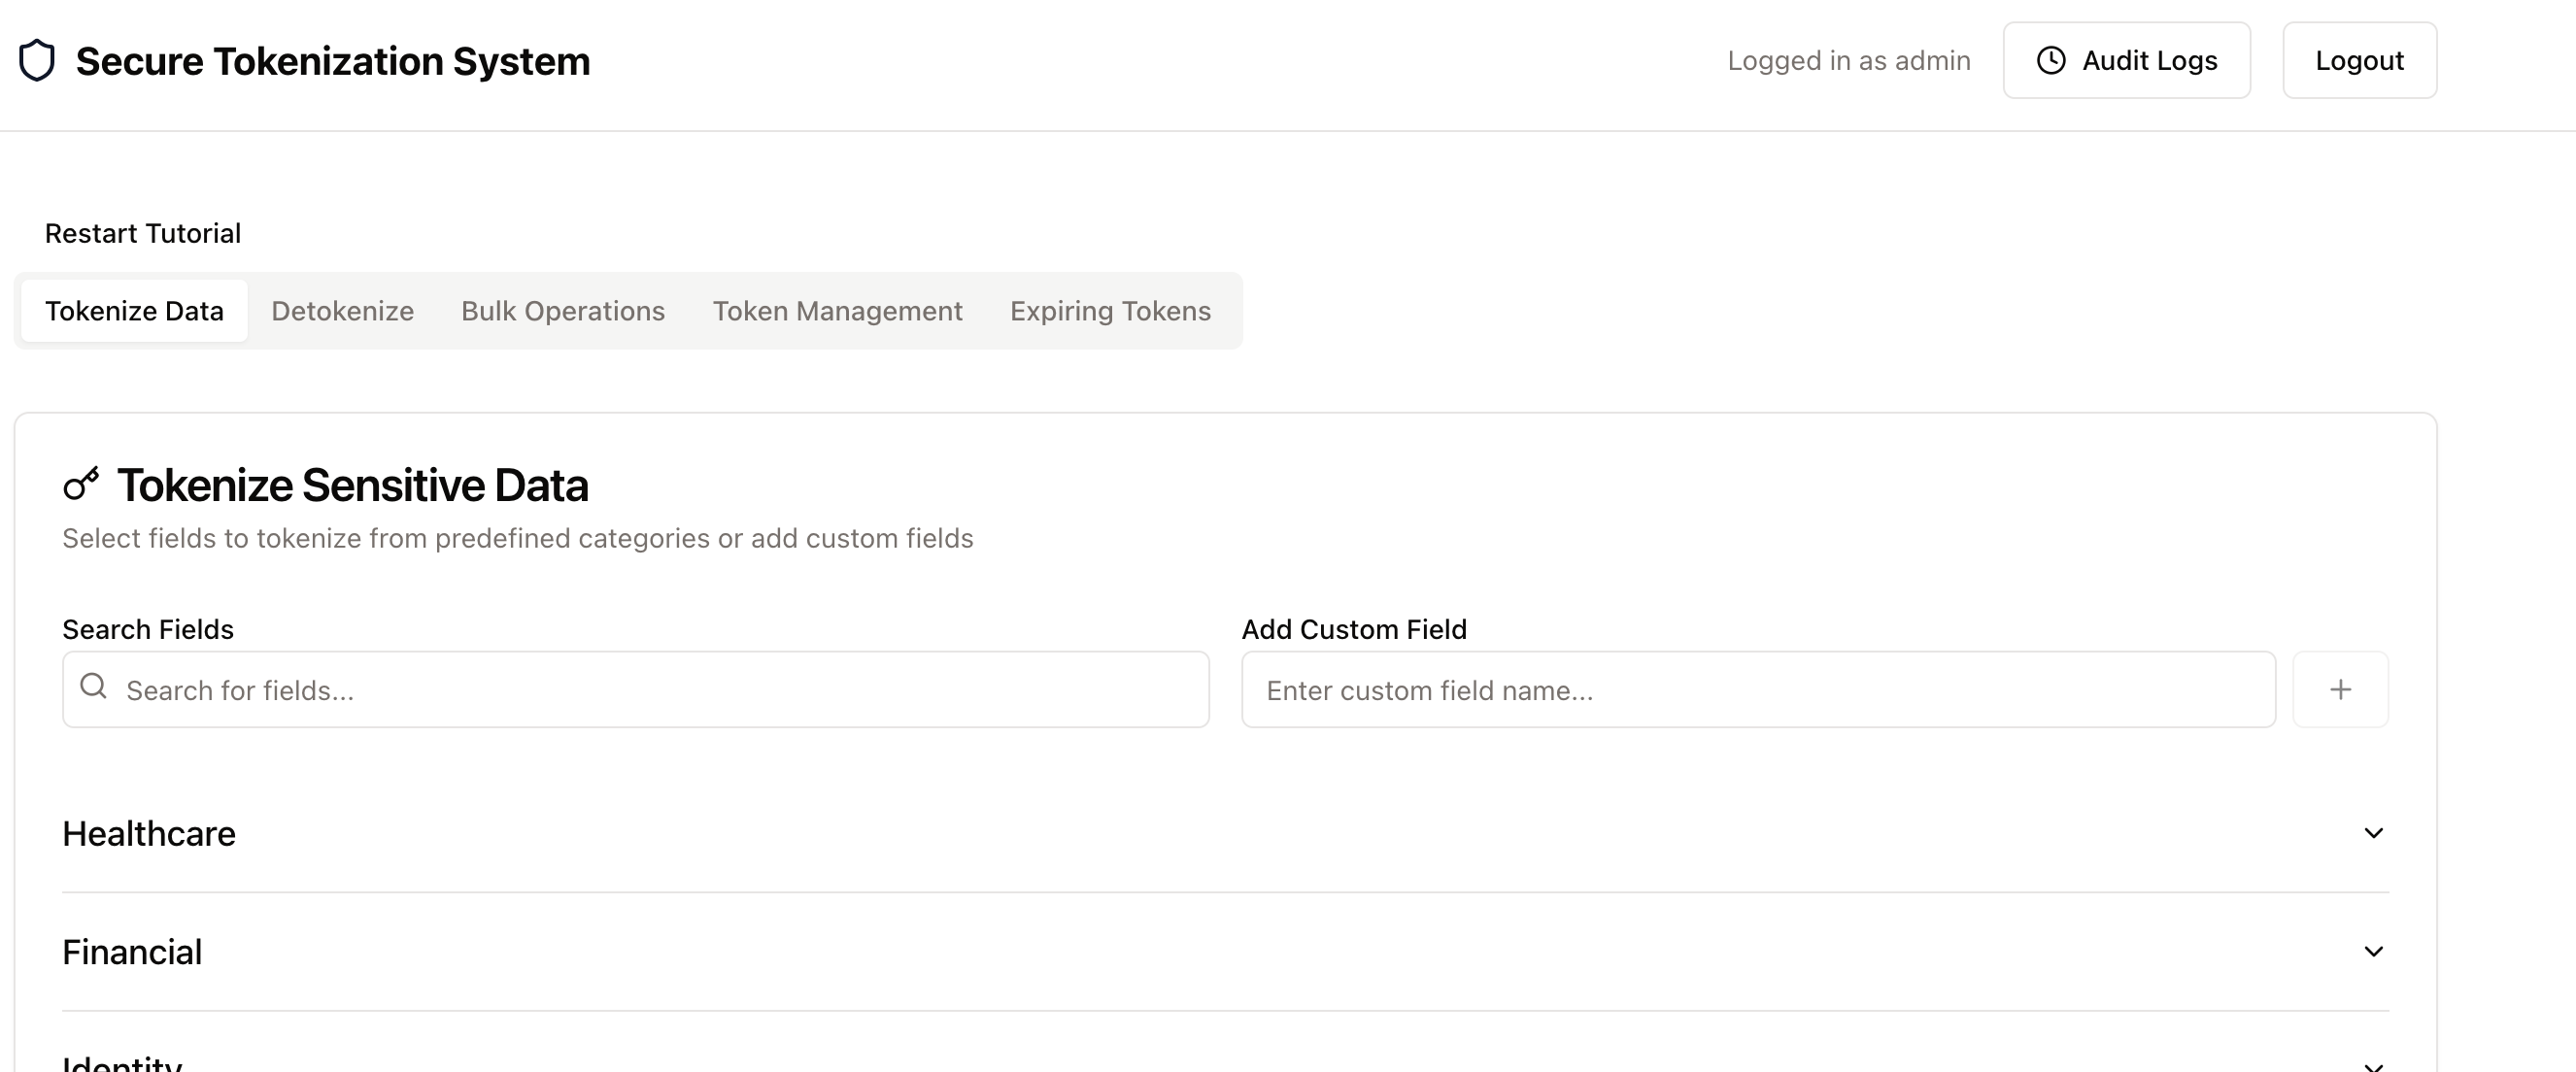 Secure Tokenization System
Logged in as admin
Audit Logs
Logout
Restart Tutorial
Tokenize Data
Detokenize
Bulk Operations
Token Management
Expiring Tokens
Tokenize Sensitive Data
Select fields to tokenize from predefined categories or add custom fields
Search Fields
Add Custom Field
Search for fields...
Enter custom field name...
Healthcare
Financial
Identity